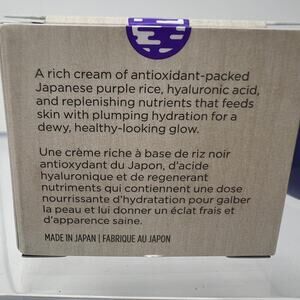 A rich cream of antioxidant-packed
Japanese purple rice, hyaluronic acid,
and replenishing nutrients that feeds
skin with plumping hydration for a
dewy, healthy-looking glow.
Une crème riche à base de riz noir
antioxydant du Japon, d'acide
hyaluronique et de regenerant
nutriments qui contiennent une dose
nourrissante d'hydratation pour galber
la peau et lui donner un éclat frais et
d'apparence saine.
MADE IN JAPAN | FABRIQUE AU JAPON